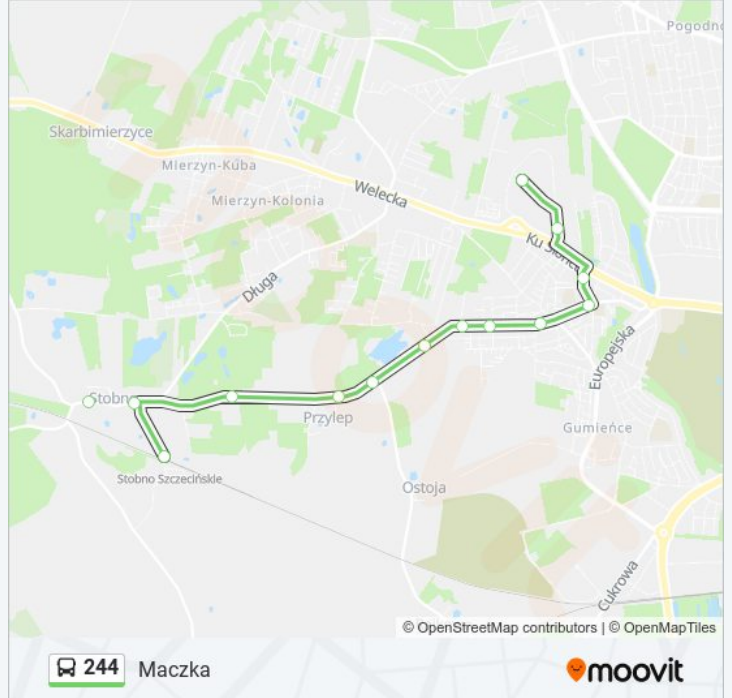 Pogodno
Skarbimierzyce
Mierzyn-Kuba
Mierzyn-Kolonia
Welecka
Ku Słońcu
Długa
Europejska
Stobno
Przylep
Gumieńce
Stobno Szczecińskie
Ostoja
Cukrowa
© OpenStreetMap contributors | © OpenMapTiles
244 Maczka
moovit